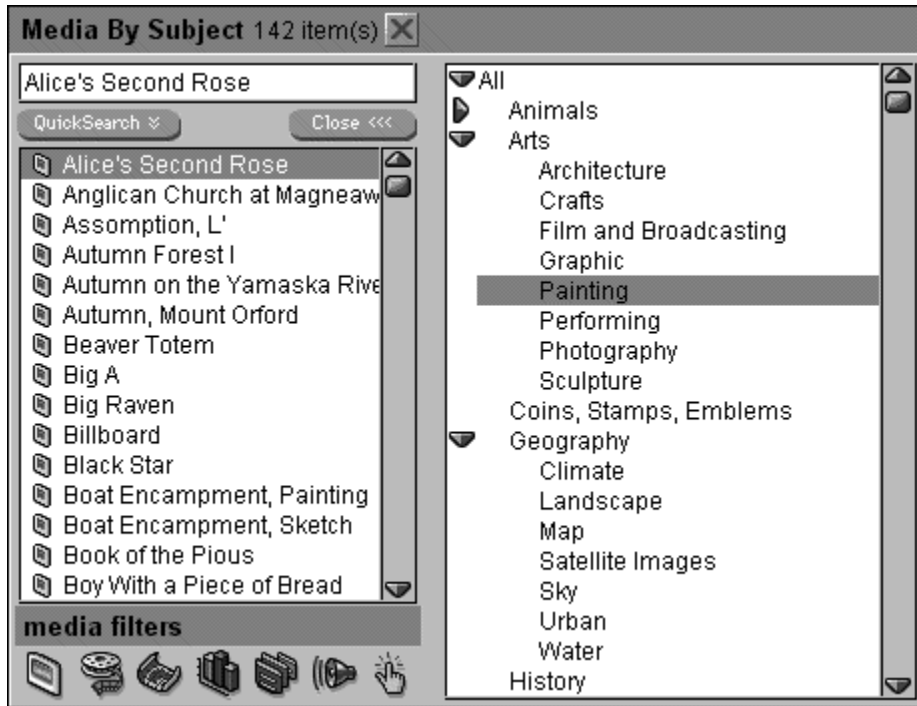 Media By Subject 142 item(s)
Alice's Second Rose
QuickSearch
Close <<<
Alice's Second Rose
Anglican Church at Magneaw
Assomption, L'
Autumn Forest I
Autumn on the Yamaska Rive
Autumn, Mount Orford
Beaver Totem
Big A
Big Raven
Billboard
Black Star
Boat Encampment, Painting
Boat Encampment, Sketch
Book of the Pious
Boy With a Piece of Bread
media filters
All
Animals
Arts
Architecture
Crafts
Film and Broadcasting
Graphic
Painting
Performing
Photography
Sculpture
Coins, Stamps, Emblems
Geography
Climate
Landscape
Map
Satellite Images
Sky
Urban
Water
History